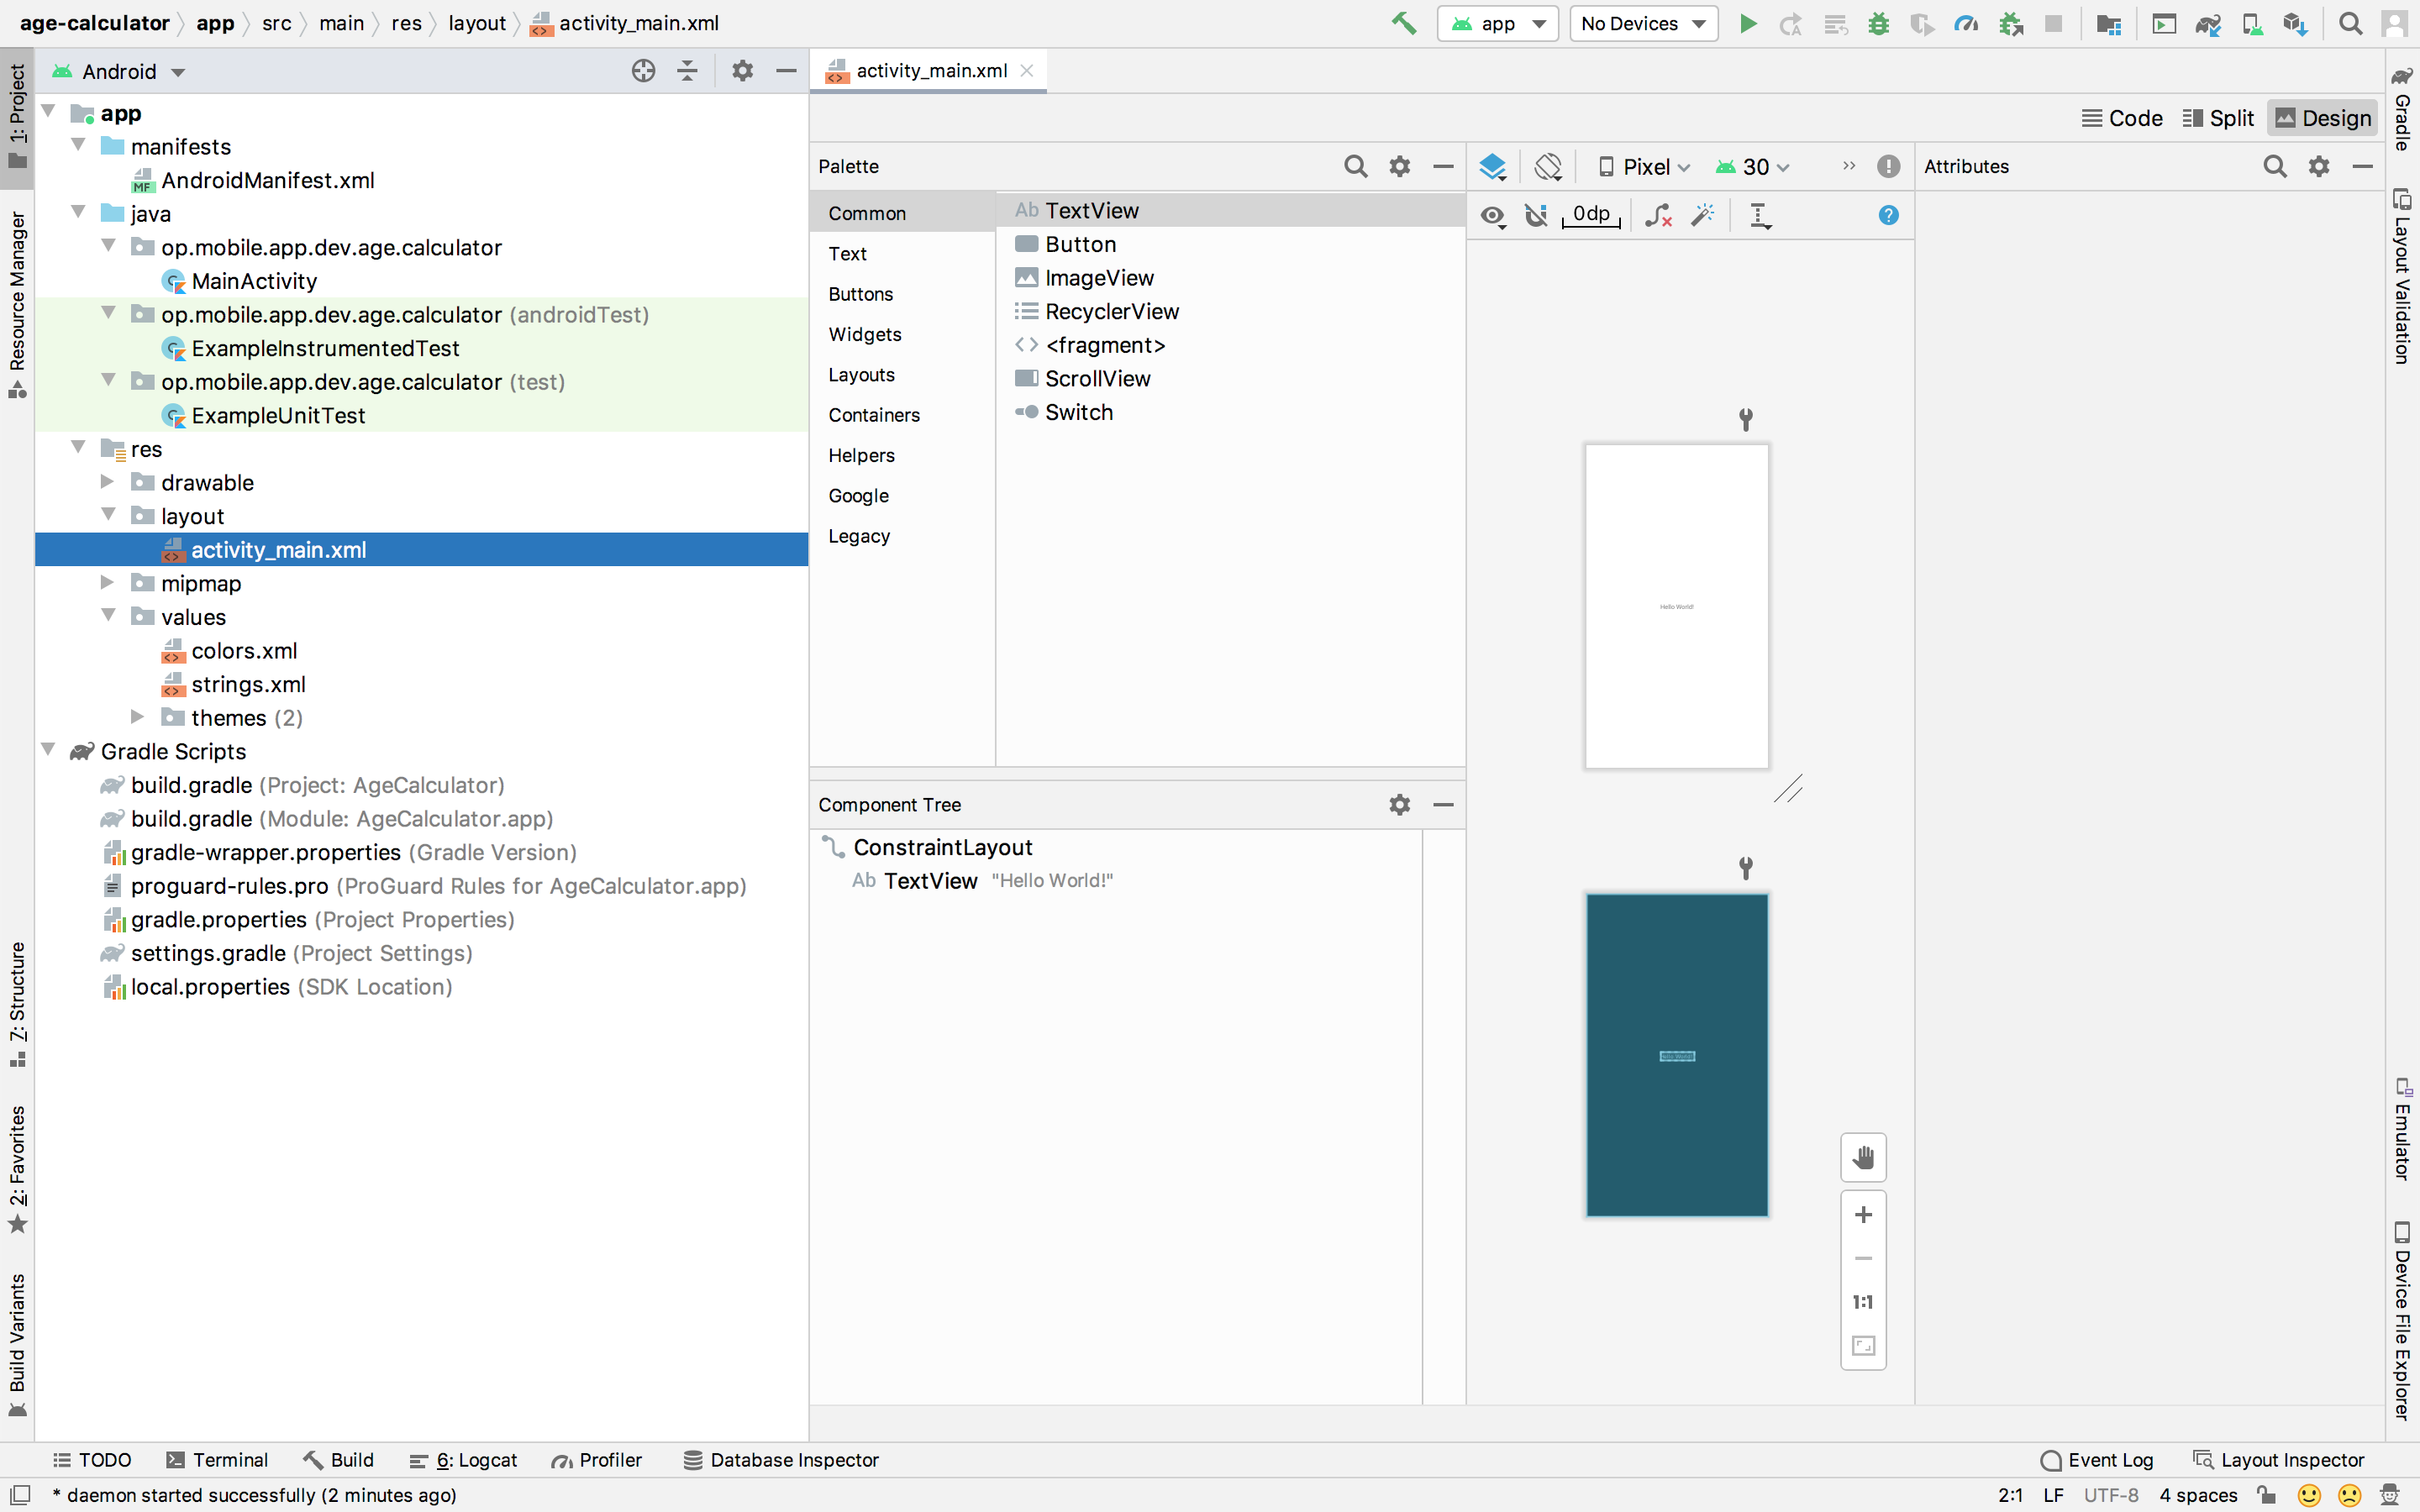 age-calculator app src main res layout activity_main.xml
app No Devices
Android
activity_main.xml
1: Project
Resource Manager
7: Structure
2: Favorites
Build Variants
app
manifests
AndroidManifest.xml
java
op.mobile.app.dev.age.calculator
MainActivity
op.mobile.app.dev.age.calculator (androidTest)
ExampleInstrumentedTest
op.mobile.app.dev.age.calculator (test)
ExampleUnitTest
res
drawable
layout
activity_main.xml
mipmap
values
colors.xml
strings.xml
themes (2)
Gradle Scripts
build.gradle (Project: AgeCalculator)
build.gradle (Module: AgeCalculator.app)
gradle-wrapper.properties (Gradle Version)
proguard-rules.pro (ProGuard Rules for AgeCalculator.app)
gradle.properties (Project Properties)
settings.gradle (Project Settings)
local.properties (SDK Location)
Code Split Design
Palette
Common
Text
Buttons
Widgets
Layouts
Containers
Helpers
Google
Legacy
Ab TextView
Button
ImageView
RecyclerView
<fragment>
ScrollView
Switch
Component Tree
ConstraintLayout
Ab TextView "Hello World!"
Pixel 30
0dp
Hello World!
1:1
Attributes
Gradle
Layout Validation
Emulator
Device File Explorer
TODO Terminal Build 6: Logcat Profiler Database Inspector Event Log Layout Inspector
* daemon started successfully (2 minutes ago) 2:1 LF UTF-8 4 spaces